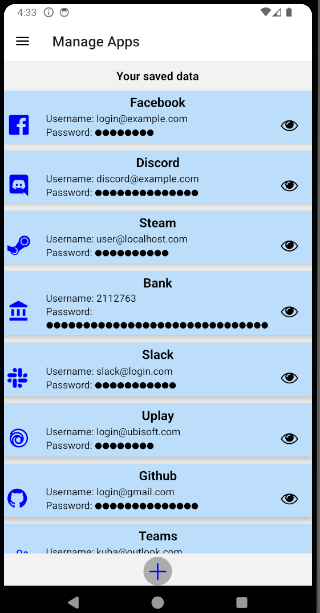 4:33
Manage Apps
Your saved data
Facebook
Username: login@example.com
Password: ●●●●●●●●
Discord
Username: discord@example.com
Password: ●●●●●●●●●●●●●●
Steam
Username: user@localhost.com
Password: ●●●●●●●●●●
Bank
Username: 2112763
Password:
●●●●●●●●●●●●●●●●●●●●●●●●●●●●●●
Slack
Username: slack@login.com
Password: ●●●●●●●●●●●
Uplay
Username: login@ubisoft.com
Password: ●●●●●●●●
Github
Username: login@gmail.com
Password: ●●●●●●●●●●●●●●
Teams
Username: kuba@outlook.com